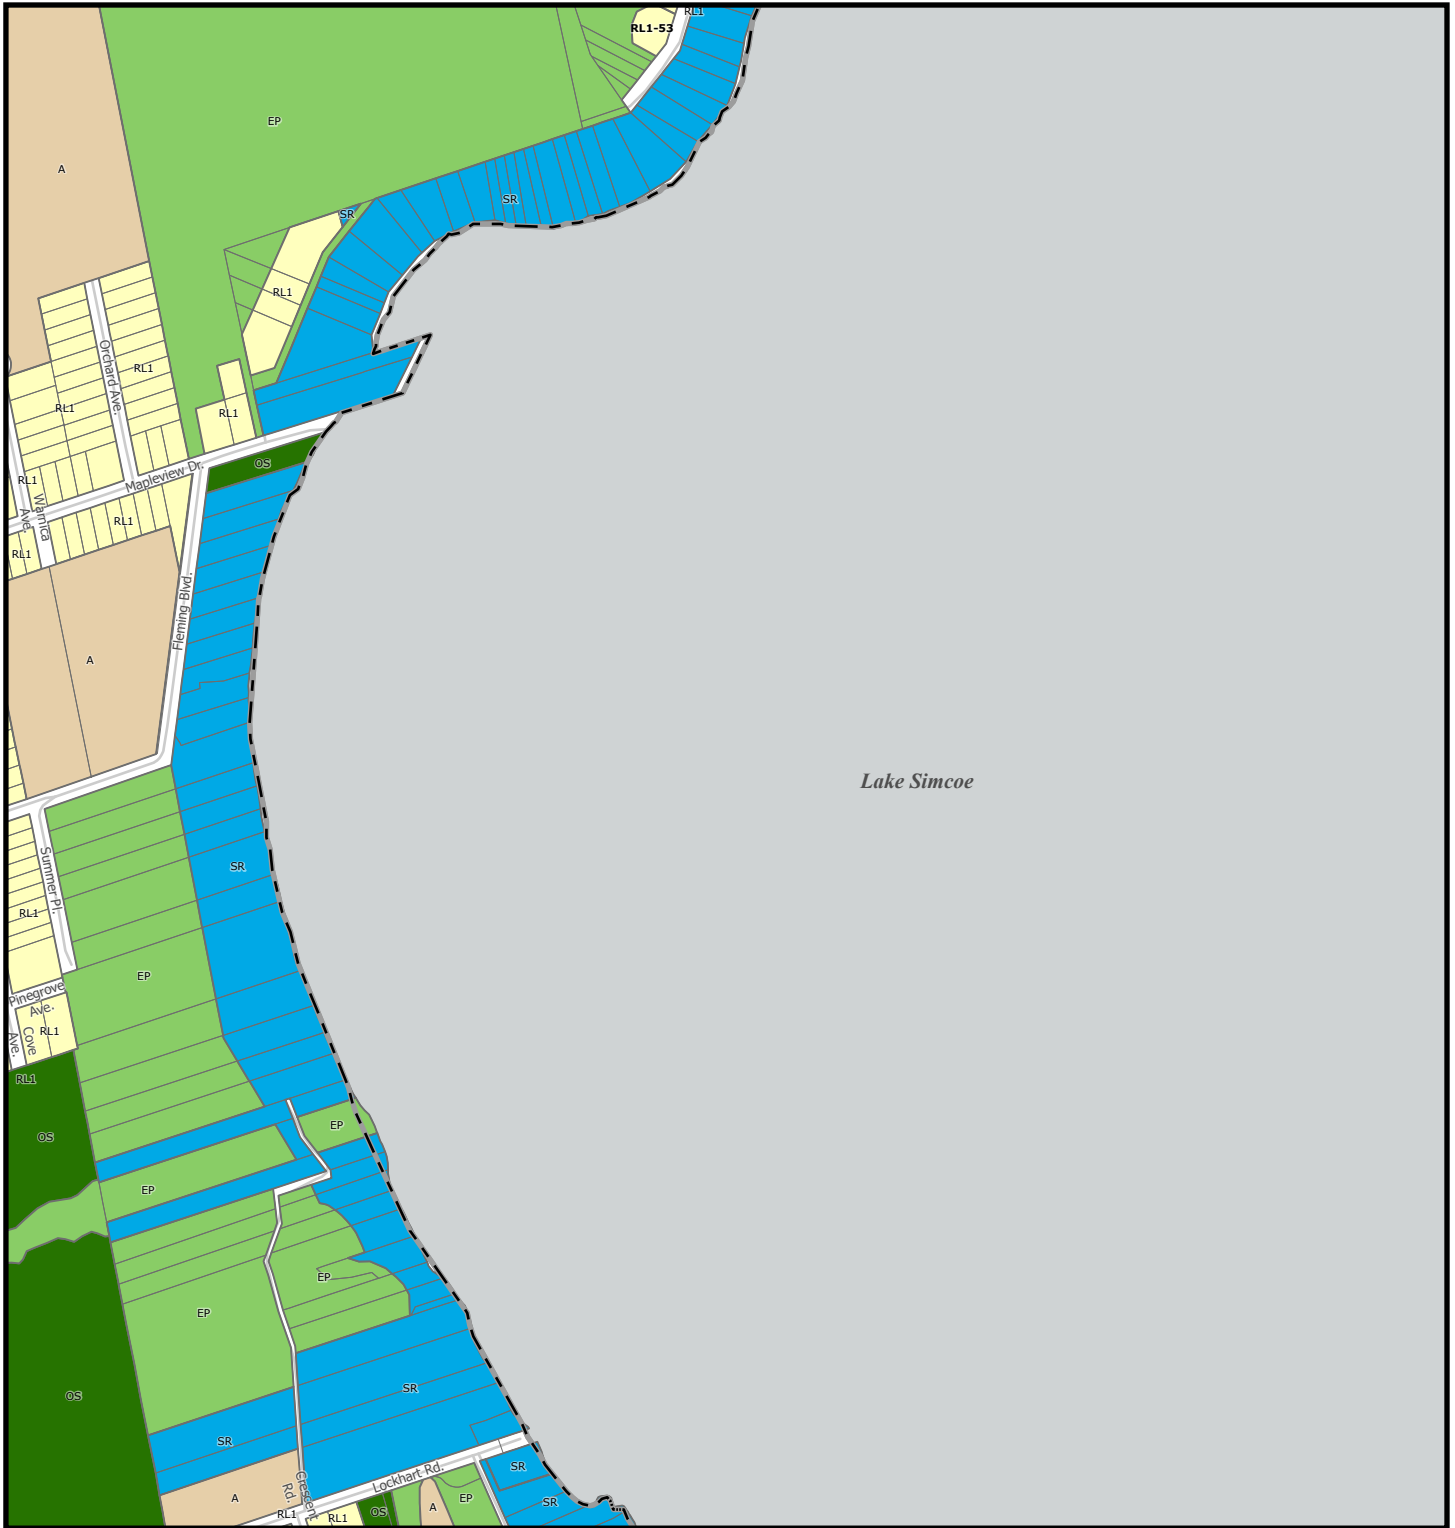 RL1
RL1-53
EP
A
SR
SR
RL1
Orchard Ave.
RL1
RL1
RL1
OS
Mapleview Dr.
RL1
Warnica
Ave.
RL1
RL1
Fleming Blvd.
A
Lake Simcoe
SR
Summer Pl.
RL1
EP
Pinegrove
Ave.
RL1
Cove
Ave.
RL1
EP
OS
EP
EP
EP
SR
OS
SR
SR
Lockhart Rd.
Crescent
Rd.
A
SR
EP
A
OS
RL1
RL1